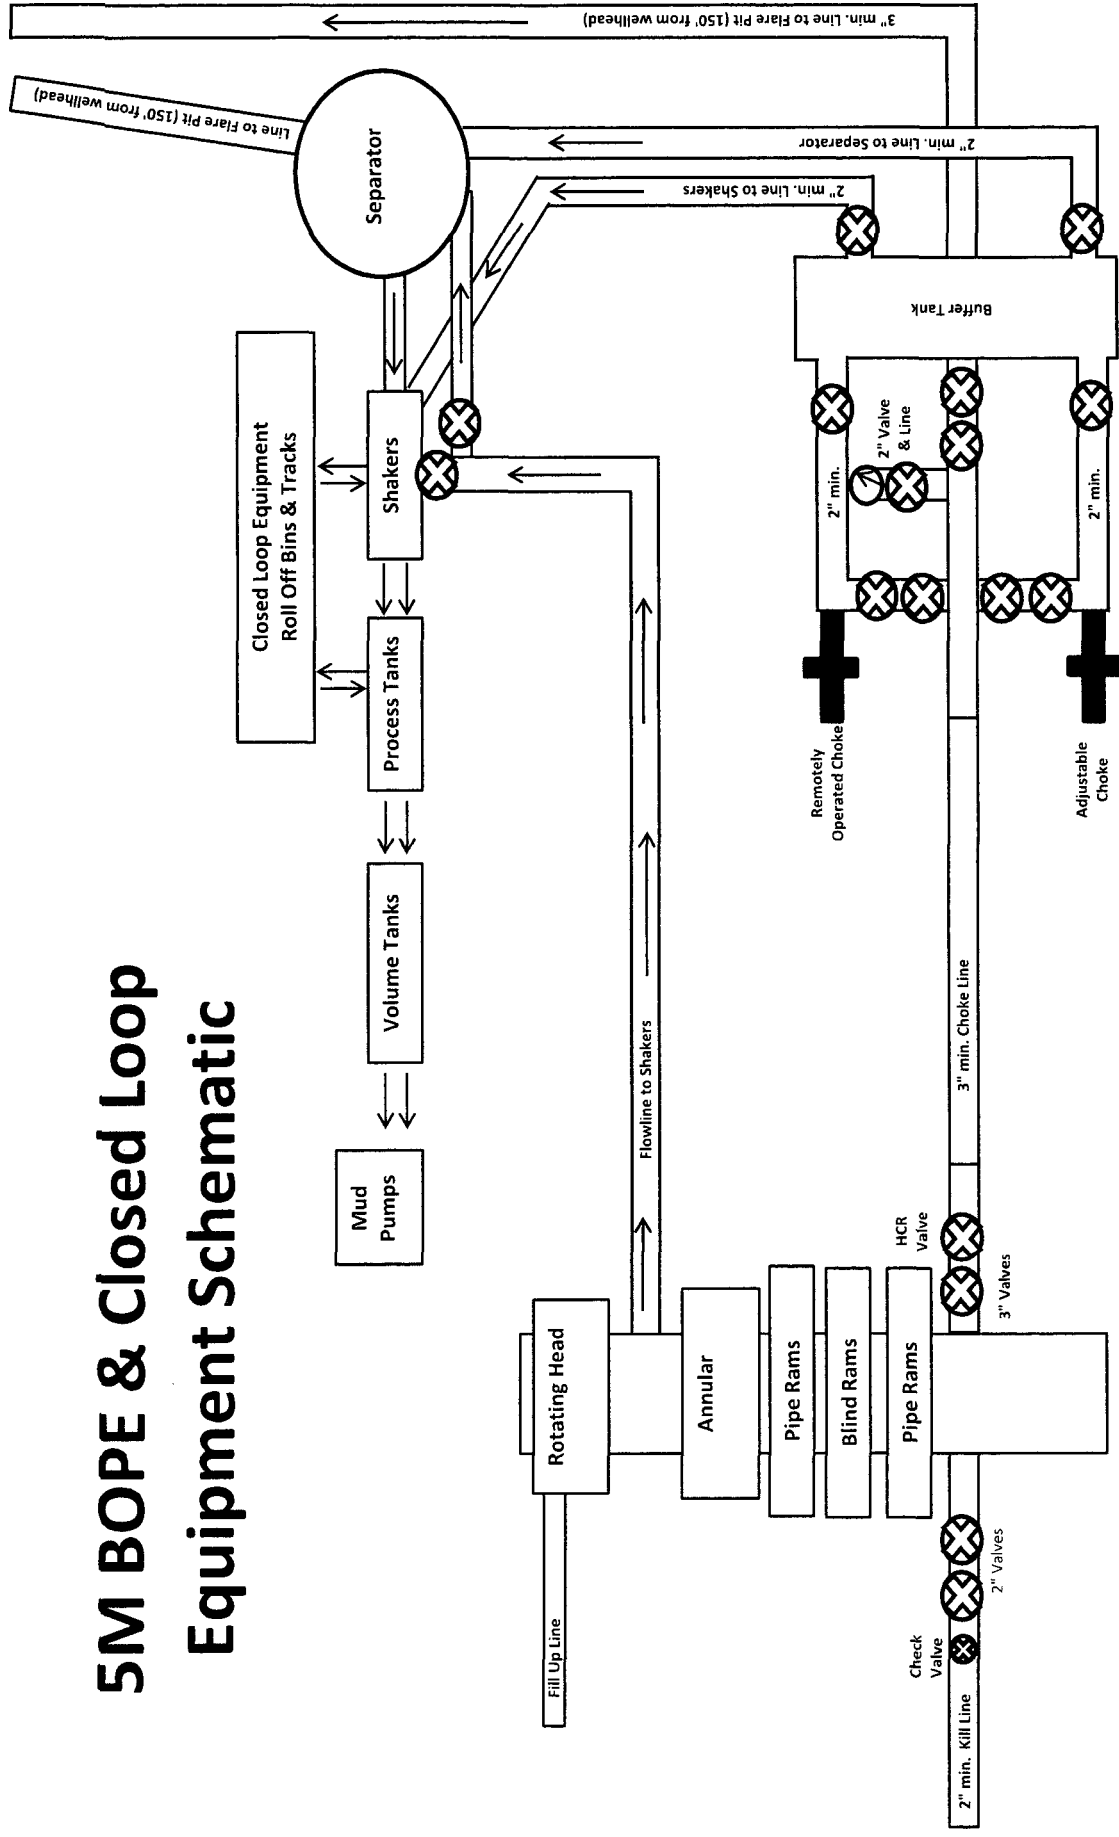 5M BOPE & Closed Loop
Equipment Schematic
Closed Loop Equipment
Roll Off Bins & Tracks
Mud
Pumps
Volume Tanks
Process Tanks
Shakers
Separator
Line to Flare Pit (150' from wellhead)
3" min. Line to Flare Pit (150' from wellhead)
Fill Up Line
Rotating Head
Flowline to Shakers
Annular
Pipe Rams
Blind Rams
Pipe Rams
2" min. Line to Shakers
2" min. Line to Separator
Remotely
Operated Choke
2" min.
2" Valve
& Line
Buffer Tank
Check
Valve
HCR
Valve
2" min. Kill Line
2" Valves
3" Valves
3" min. Choke Line
Adjustable
Choke
2" min.